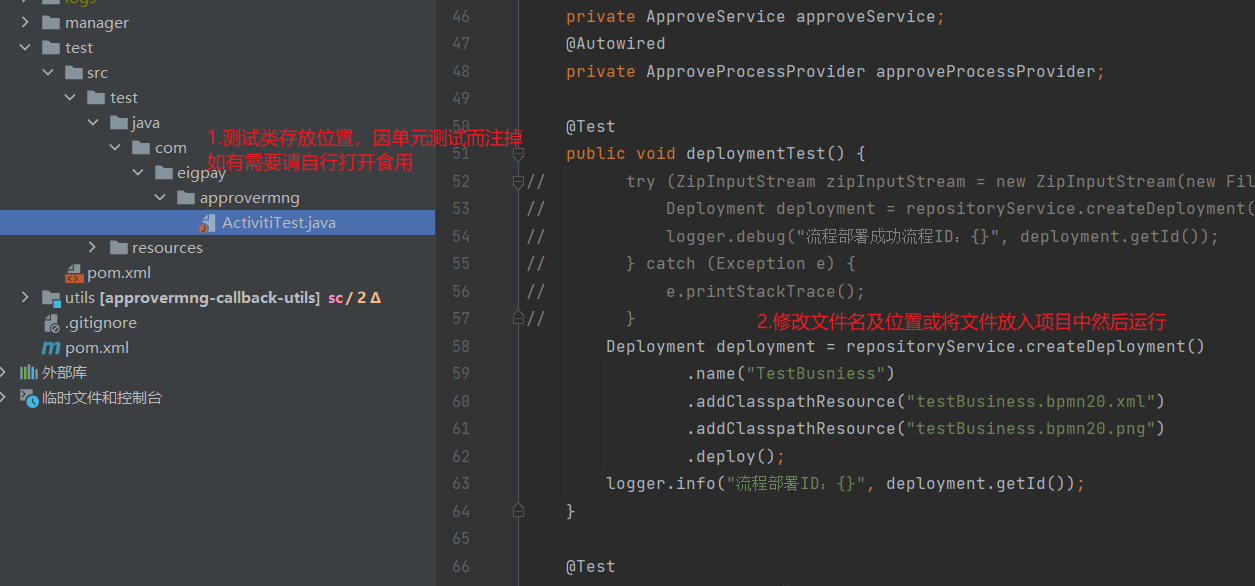 logs
manager
test
src
test
java
com
eigpay
approvermng
ActivitiTest.java
resources
pom.xml
utils [approvermng-callback-utils] sc / 2 Δ
.gitignore
pom.xml
外部库
临时文件和控制台
1.测试类存放位置，因单元测试而注掉
如有需要请自行打开食用
46 private ApproveService approveService;
47 @Autowired
48 private ApproveProcessProvider approveProcessProvider;
49
50 @Test
51 public void deploymentTest() {
52 // try (ZipInputStream zipInputStream = new ZipInputStream(new Fil
53 // Deployment deployment = repositoryService.createDeployment(
54 // logger.debug("流程部署成功流程ID：{}", deployment.getId());
55 // } catch (Exception e) {
56 // e.printStackTrace();
57 // }
2.修改文件名及位置或将文件放入项目中然后运行
58 Deployment deployment = repositoryService.createDeployment()
59 .name("TestBusniess")
60 .addClasspathResource("testBusiness.bpmn20.xml")
61 .addClasspathResource("testBusiness.bpmn20.png")
62 .deploy();
63 logger.info("流程部署ID：{}", deployment.getId());
64 }
65
66 @Test